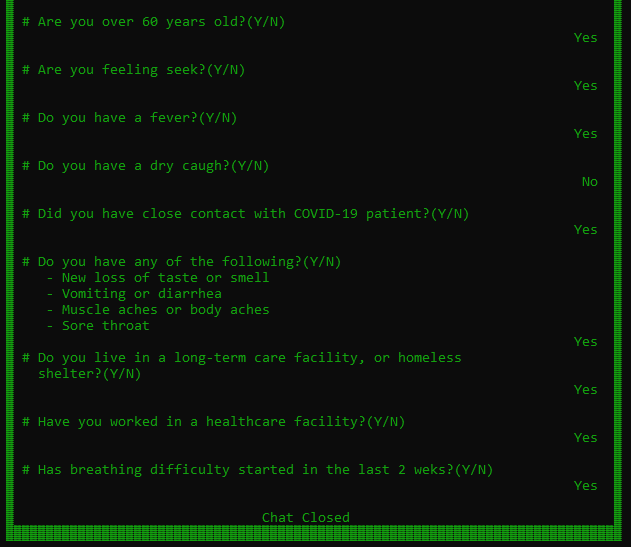 # Are you over 60 years old?(Y/N)
Yes
# Are you feeling seek?(Y/N)
Yes
# Do you have a fever?(Y/N)
Yes
# Do you have a dry caugh?(Y/N)
No
# Did you have close contact with COVID-19 patient?(Y/N)
Yes
# Do you have any of the following?(Y/N)
- New loss of taste or smell
- Vomiting or diarrhea
- Muscle aches or body aches
- Sore throat
Yes
# Do you live in a long-term care facility, or homeless
shelter?(Y/N)
Yes
# Have you worked in a healthcare facility?(Y/N)
Yes
# Has breathing difficulty started in the last 2 weks?(Y/N)
Yes
Chat Closed